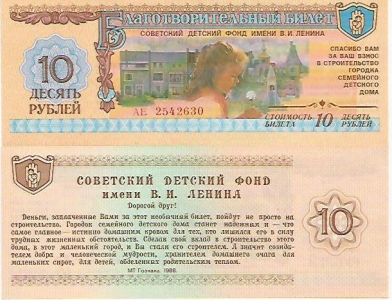 Благотворительный билет
СОВЕТСКИЙ ДЕТСКИЙ ФОНД ИМЕНИ В.И.ЛЕНИНА
10
ДЕСЯТЬ
РУБЛЕЙ
СПАСИБО ВАМ
ЗА ВАШ ВЗНОС
В СТРОИТЕЛЬСТВО
ГОРОДКА
СЕМЕЙНОГО
ДЕТСКОГО
ДОМА
АЕ 2542630
СТОИМОСТЬ
БИЛЕТА 10 ДЕСЯТЬ
РУБЛЕЙ
СОВЕТСКИЙ ДЕТСКИЙ ФОНД
имени В. И. ЛЕНИНА
Дорогой друг!
Деньги, заплаченные Вами за этот необычный билет, пойдут не просто на
строительство. Городок семейного детского дома станет надежным и — что
самое главное — истинно домашним кровом для тех, кто лишился его в силу
трудных жизненных обстоятельств. Сделав свой вклад в строительство этого
дома, в этот маленький город, и Вы стали его строителем. А значит созида-
телем добра и человеческой мудрости, хранителем домашнего очага для
маленьких сирот, для детей, обделенных родительским теплом.
10
МТ Гознака. 1988.